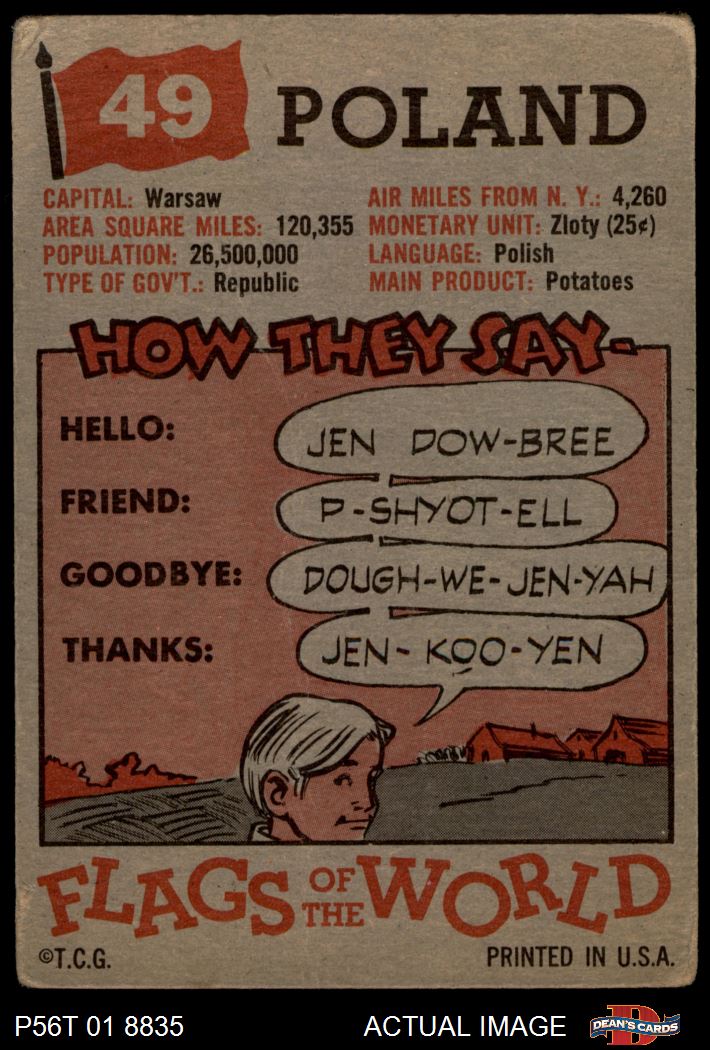 49 POLAND
CAPITAL: Warsaw
AREA SQUARE MILES: 120,355
POPULATION: 26,500,000
TYPE OF GOV'T.: Republic
AIR MILES FROM N. Y.: 4,260
MONETARY UNIT: Zloty (25¢)
LANGUAGE: Polish
MAIN PRODUCT: Potatoes
HOW THEY SAY-
HELLO: JEN DOW-BREE
FRIEND: P-SHYOT-ELL
GOODBYE: DOUGH-WE-JEN-YAH
THANKS: JEN-KOO-YEN
FLAGS OF THE WORLD
©T.C.G. PRINTED IN U.S.A.
P56T 01 8835 ACTUAL IMAGE D DEAN'S CARDS